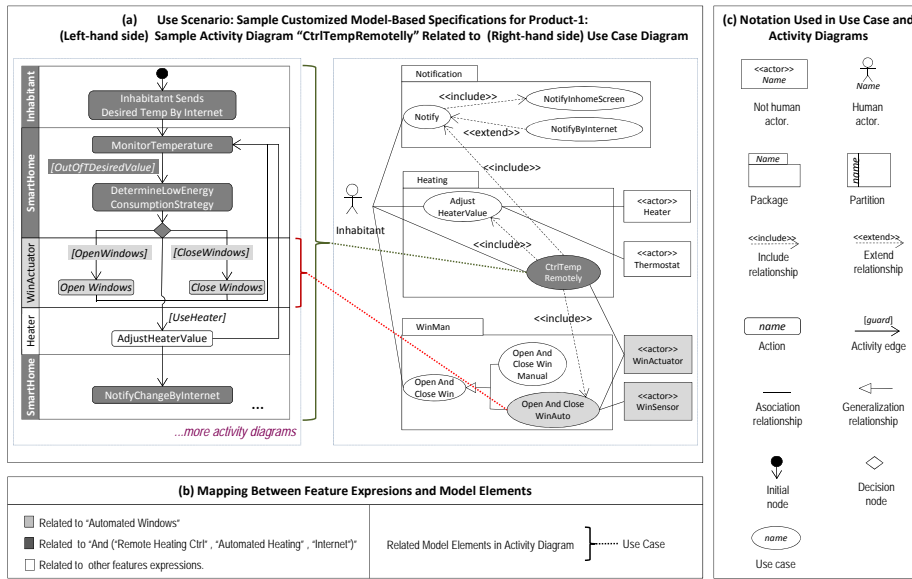 (a) Use Scenario: Sample Customized Model-Based Specifications for Product-1:
(Left-hand side) Sample Activity Diagram “CtrlTempRemotelly” Related to (Right-hand side) Use Case Diagram
Inhabitant
Inhabitatnt Sends
Desired Temp By Internet
SmartHome
MonitorTemperature
[OutOfTDesiredValue]
DetermineLowEnergy
ConsumptionStrategy
WinActuator
[OpenWindows]
[CloseWindows]
Open Windows
Close Windows
Heater
[UseHeater]
AdjustHeaterValue
SmartHome
NotifyChangeByInternet
...
...more activity diagrams
Notification
<<include>>
NotifyInhomeScreen
Notify
<<extend>>
NotifyByInternet
<<include>>
Inhabitant
Heating
Adjust
HeaterValue
<<include>>
CtrlTemp
Remotely
<<actor>>
Heater
<<actor>>
Thermostat
<<include>>
WinMan
Open And
Close Win
Manual
Open And
Close Win
Open And Close
WinAuto
<<actor>>
WinActuator
<<actor>>
WinSensor
(b) Mapping Between Feature Expresions and Model Elements
Related to “Automated Windows”
Related to “And (“Remote Heating Ctrl” , “Automated Heating” , “Internet”)”
Related to other features expressions.
Related Model Elements in Activity Diagram
Use Case
(c) Notation Used in Use Case and
Activity Diagrams
<<actor>>
Name
Name
Not human
actor.
Human
actor.
Name
name
Package
Partition
<<include>>
<<extend>>
Include
relationship
Extend
relationship
name
[guard]
Action
Activity edge
Asociation
relationship
Generalization
relationship
Initial
node
Decision
node
name
Use case